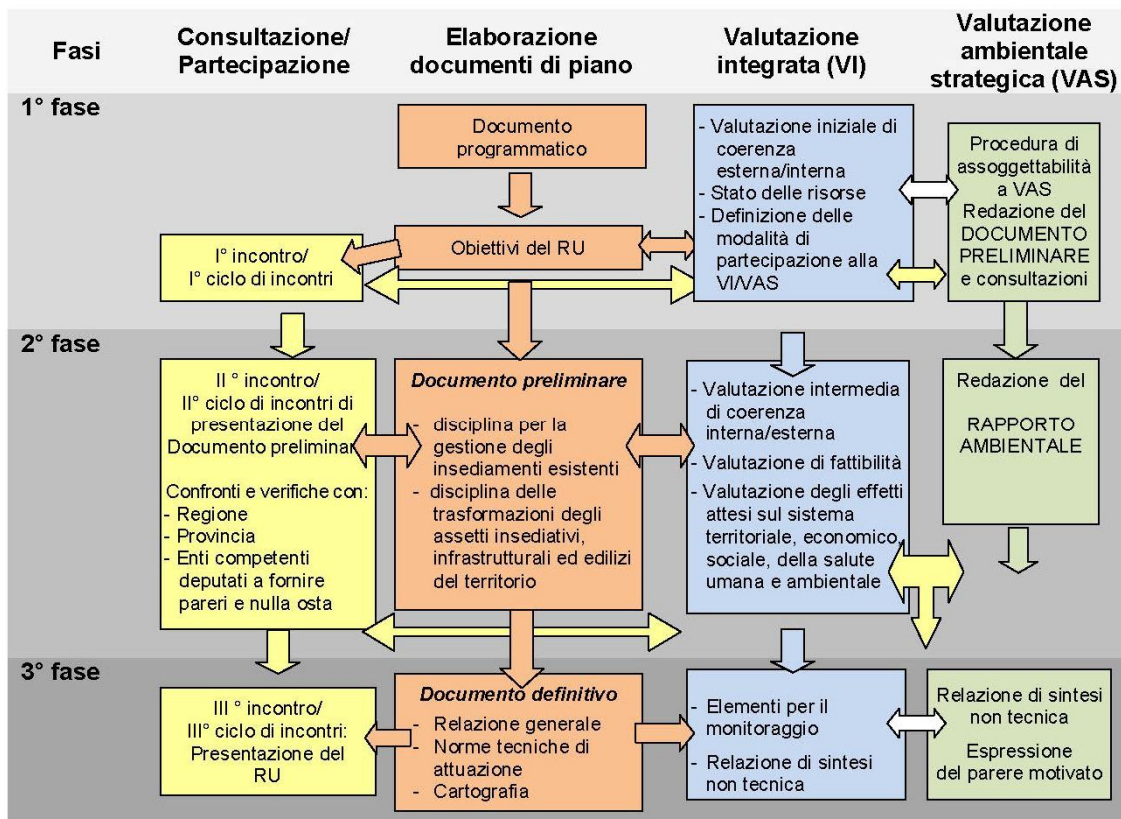 Fasi
Consultazione/
Partecipazione
Elaborazione
documenti di piano
Valutazione
integrata (VI)
Valutazione
ambientale
strategica (VAS)
1° fase
I° incontro/
I° ciclo di incontri
Documento
programmatico
Obiettivi del RU
- Valutazione iniziale di
coerenza
esterna/interna
- Stato delle risorse
- Definizione delle
modalità di
partecipazione alla
VI/VAS
Procedura di
assoggettabilità
a VAS
Redazione del
DOCUMENTO
PRELIMINARE
e consultazioni
2° fase
II ° incontro/
II° ciclo di incontri di
presentazione del
Documento preliminar
Confronti e verifiche con:
- Regione
- Provincia
- Enti competenti
deputati a fornire
pareri e nulla osta
Documento preliminare
- disciplina per la
gestione degli
insediamenti esistenti
- disciplina delle
trasformazioni degli
assetti insediativi,
infrastrutturali ed edilizi
del territorio
- Valutazione intermedia
di coerenza
interna/esterna
- Valutazione di fattibilità
- Valutazione degli effetti
attesi sul sistema
territoriale, economico,
sociale, della salute
umana e ambientale
Redazione del
RAPPORTO
AMBIENTALE
3° fase
III ° incontro/
III° ciclo di incontri:
Presentazione del
RU
Documento definitivo
- Relazione generale
- Norme tecniche di
attuazione
- Cartografia
- Elementi per il
monitoraggio
- Relazione di sintesi
non tecnica
Relazione di sintesi
non tecnica
Espressione
del parere motivato